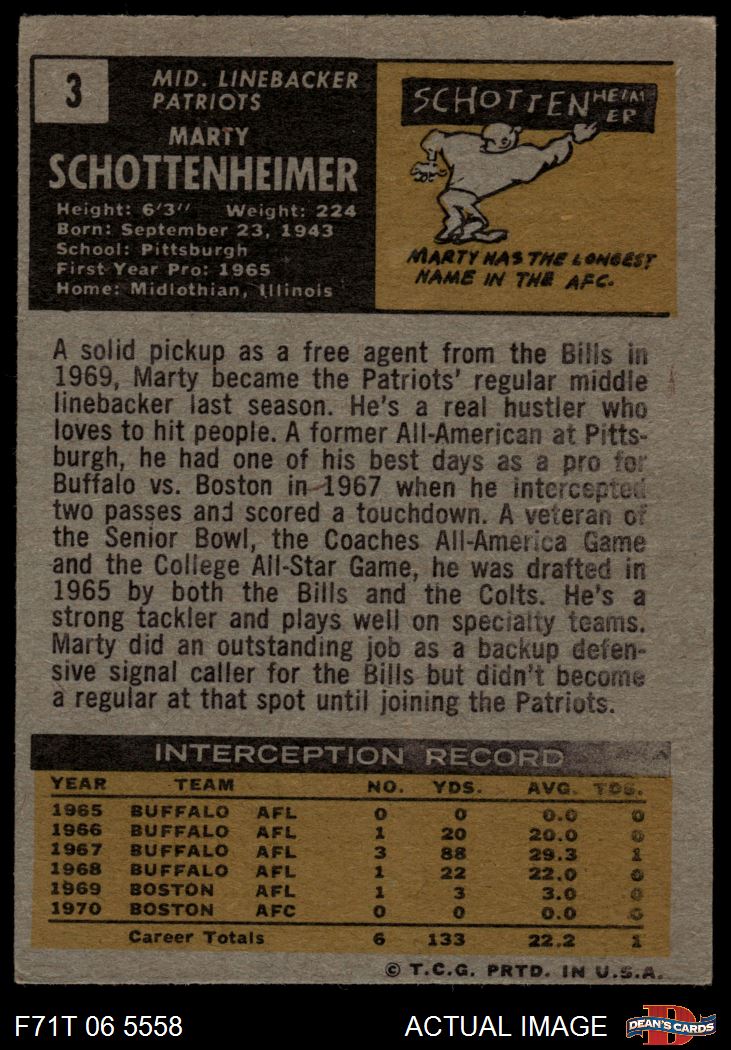 3
MID. LINEBACKER
PATRIOTS
MARTY
SCHOTTENHEIMER
Height: 6'3'' Weight: 224
Born: September 23, 1943
School: Pittsburgh
First Year Pro: 1965
Home: Midlothian, Illinois
SCHOTTENHEIM
ER
MARTY HAS THE LONGEST
NAME IN THE AFC.
A solid pickup as a free agent from the Bills in
1969, Marty became the Patriots' regular middle
linebacker last season. He's a real hustler who
loves to hit people. A former All-American at Pitts-
burgh, he had one of his best days as a pro for
Buffalo vs. Boston in 1967 when he intercepted
two passes and scored a touchdown. A veteran of
the Senior Bowl, the Coaches All-America Game
and the College All-Star Game, he was drafted in
1965 by both the Bills and the Colts. He's a
strong tackler and plays well on specialty teams.
Marty did an outstanding job as a backup defen-
sive signal caller for the Bills but didn't become
a regular at that spot until joining the Patriots.
INTERCEPTION RECORD
YEAR TEAM NO. YDS. AVG. TDS.
1965 BUFFALO AFL 0 0 0.0 0
1966 BUFFALO AFL 1 20 20.0 0
1967 BUFFALO AFL 3 88 29.3 1
1968 BUFFALO AFL 1 22 22.0 0
1969 BOSTON AFL 1 3 3.0 0
1970 BOSTON AFC 0 0 0.0 0
Career Totals 6 133 22.2 1
© T.C.G. PRTD. IN U.S.A.
F71T 06 5558 ACTUAL IMAGE DEAN'S CARDS